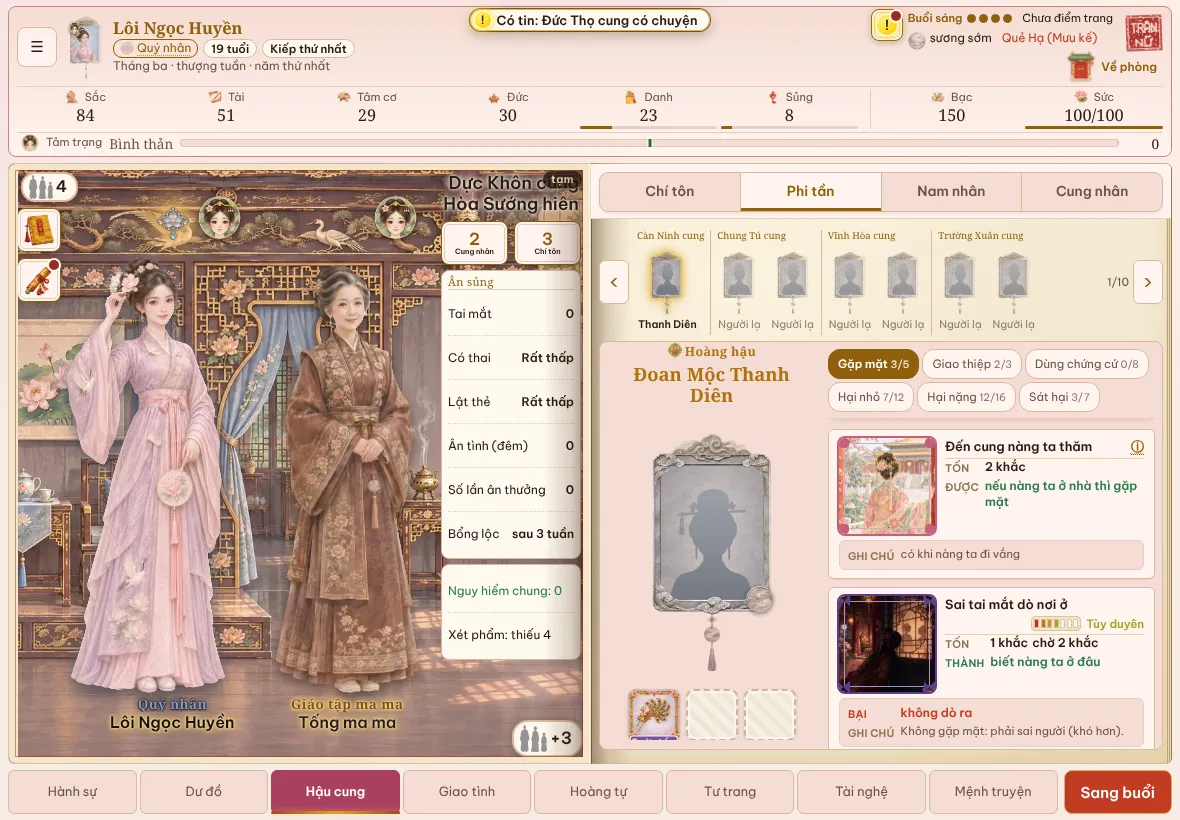 Lôi Ngọc Huyền
Quý nhân
19 tuổi
Kiếp thứ nhất
Tháng ba · thượng tuần · năm thứ nhất
! Có tin: Đức Thọ cung có chuyện
!
Buổi sáng
Chưa điểm trang
sương sớm
Quẻ Hạ (Mưu kế)
Về phòng
Sắc
84
Tài
51
Tâm cơ
29
Đức
30
Danh
23
Sủng
8
Bạc
150
Sức
100/100
Tâm trạng
Bình thản
0
4
Dực Khôn
tam
Hòa Sương hiên
2
Cung nhân
3
Chí tôn
Ân sủng
Tai mắt 0
Có thai Rất thấp
Lật thẻ Rất thấp
Ân tình (đêm) 0
Số lần ân thưởng 0
Bổng lộc sau 3 tuần
Nguy hiểm chung: 0
Xét phẩm: thiếu 4
Quý nhân
Lôi Ngọc Huyền
Giáo tập ma ma
Tống ma ma
+3
Chí tôn
Phi tần
Nam nhân
Cung nhân
Càn Ninh cung
Chung Tú cung
Vĩnh Hòa cung
Trường Xuân cung
Thanh Diên
Người lạ
Người lạ
Người lạ
Người lạ
Người lạ
Người lạ
1/10
Hoàng hậu
Đoan Mộc Thanh
Diên
Gặp mặt 3/5
Giao thiệp 2/3
Dùng chứng cứ 0/8
Hại nhỏ 7/12
Hại nặng 12/16
Sát hại 3/7
Đến cung nàng ta thăm
TỐN 2 khắc
ĐƯỢC nếu nàng ta ở nhà thì gặp
mặt
GHI CHÚ có khi nàng ta đi vắng
Sai tai mắt dò nơi ở
Tùy duyên
TỐN 1 khắc chờ 2 khắc
THÀNH biết nàng ta ở đâu
BẠI không dò ra
GHI CHÚ Không gặp mặt: phải sai người (khó hơn).
Hành sự
Dư đồ
Hậu cung
Giao tình
Hoàng tự
Tư trang
Tài nghệ
Mệnh truyện
Sang buổi